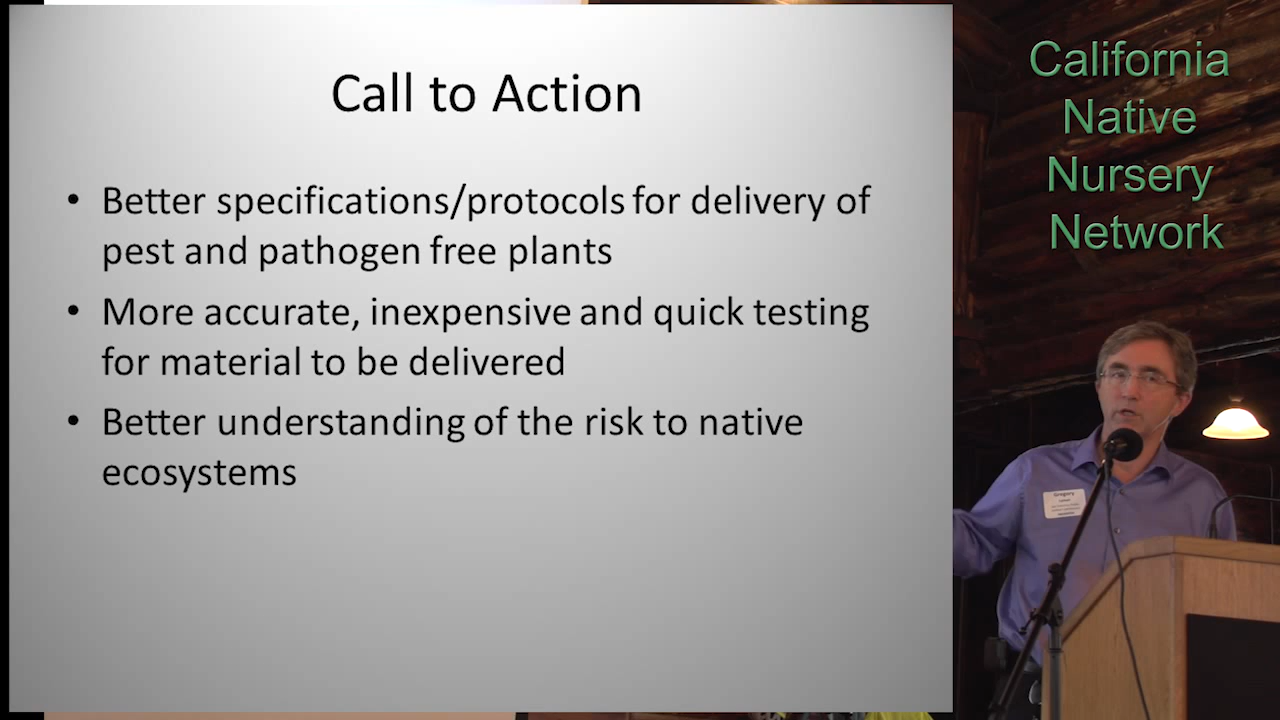 Call to Action
• Better specifications/protocols for delivery of
pest and pathogen free plants
• More accurate, inexpensive and quick testing
for material to be delivered
• Better understanding of the risk to native
ecosystems
California
Native
Nursery
Network
Gregory